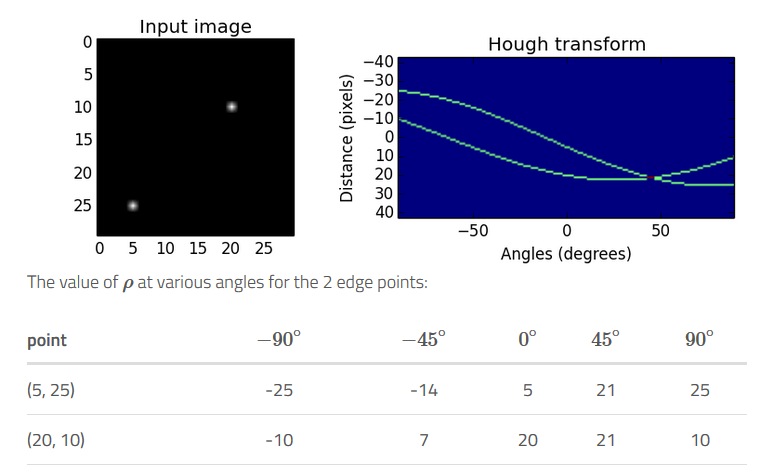 Input image
0
5
10
15
20
25
0 5 10 15 20 25
Hough transform
Distance (pixels)
−40
−30
−20
−10
0
10
20
30
40
−50 0 50
Angles (degrees)
The value of ρ at various angles for the 2 edge points:
point −90° −45° 0° 45° 90°
(5, 25) -25 -14 5 21 25
(20, 10) -10 7 20 21 10